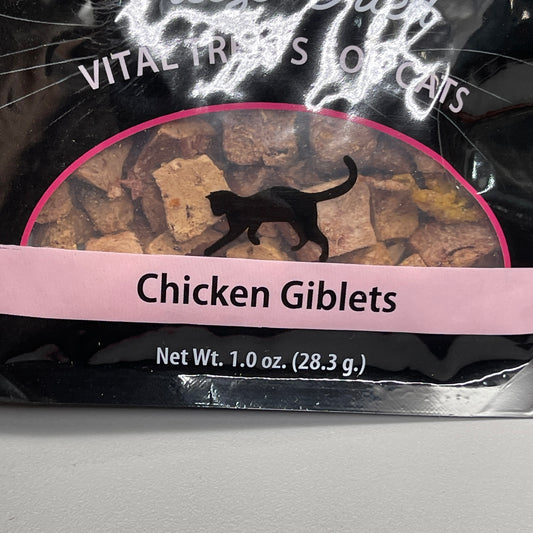 VITAL TREATS FOR CATS
Chicken Giblets
Net Wt. 1.0 oz. (28.3 g.)